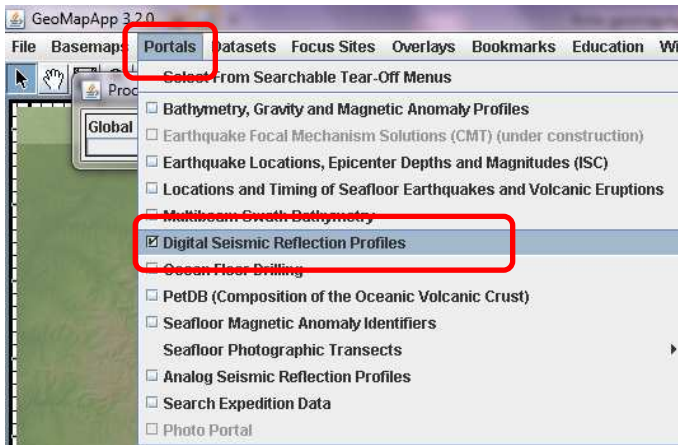 GeoMapApp 3.2.0
File Basemaps Portals Datasets Focus Sites Overlays Bookmarks Education
Select From Searchable Tear-Off Menus
Global
Bathymetry, Gravity and Magnetic Anomaly Profiles
Earthquake Focal Mechanism Solutions (CMT) (under construction)
Earthquake Locations, Epicenter Depths and Magnitudes (ISC)
Locations and Timing of Seafloor Earthquakes and Volcanic Eruptions
Multibeam Swath Bathymetry
Digital Seismic Reflection Profiles
Ocean Floor Drilling
PetDB (Composition of the Oceanic Volcanic Crust)
Seafloor Magnetic Anomaly Identifiers
Seafloor Photographic Transects
Analog Seismic Reflection Profiles
Search Expedition Data
Photo Portal